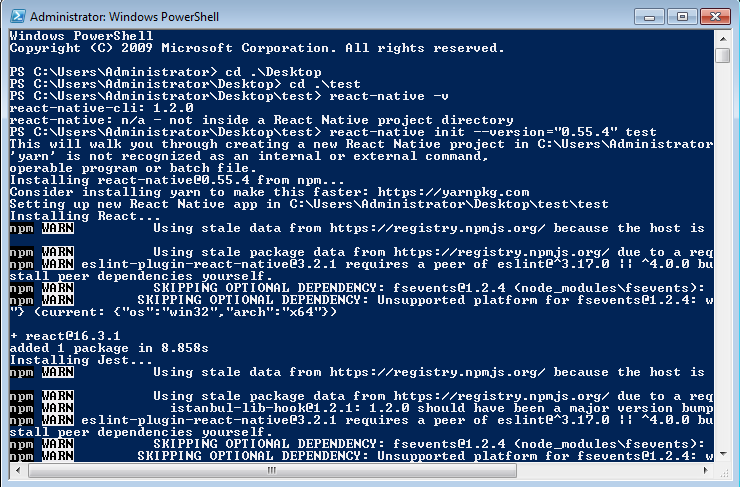 Administrator: Windows PowerShell
Windows PowerShell
Copyright (C) 2009 Microsoft Corporation. All rights reserved.
PS C:\Users\Administrator> cd .\Desktop
PS C:\Users\Administrator\Desktop> cd .\test
PS C:\Users\Administrator\Desktop\test> react-native -v
react-native-cli: 1.2.0
react-native: n/a - not inside a React Native project directory
PS C:\Users\Administrator\Desktop\test> react-native init --version="0.55.4" test
This will walk you through creating a new React Native project in C:\Users\Administrator
'yarn' is not recognized as an internal or external command,
operable program or batch file.
Installing react-native@0.55.4 from npm...
Consider installing yarn to make this faster: https://yarnpkg.com
Setting up new React Native app in C:\Users\Administrator\Desktop\test\test
Installing React...
npm WARN Using stale data from https://registry.npmjs.org/ because the host is
npm WARN Using stale package data from https://registry.npmjs.org/ due to a req
npm WARN eslint-plugin-react-native@3.2.1 requires a peer of eslint@^3.17.0 || ^4.0.0 bu
stall peer dependencies yourself.
npm WARN SKIPPING OPTIONAL DEPENDENCY: fsevents@1.2.4 (node_modules\fsevents):
npm WARN SKIPPING OPTIONAL DEPENDENCY: Unsupported platform for fsevents@1.2.4: w
"} (current: {"os":"win32","arch":"x64"})
+ react@16.3.1
added 1 package in 8.858s
Installing Jest...
npm WARN Using stale data from https://registry.npmjs.org/ because the host is
npm WARN Using stale package data from https://registry.npmjs.org/ due to a req
npm WARN istanbul-lib-hook@1.2.1: 1.2.0 should have been a major version bump
npm WARN eslint-plugin-react-native@3.2.1 requires a peer of eslint@^3.17.0 || ^4.0.0 bu
stall peer dependencies yourself.
npm WARN SKIPPING OPTIONAL DEPENDENCY: fsevents@1.2.4 (node_modules\fsevents):
npm WARN SKIPPING OPTIONAL DEPENDENCY: Unsupported platform for fsevents@1.2.4: w